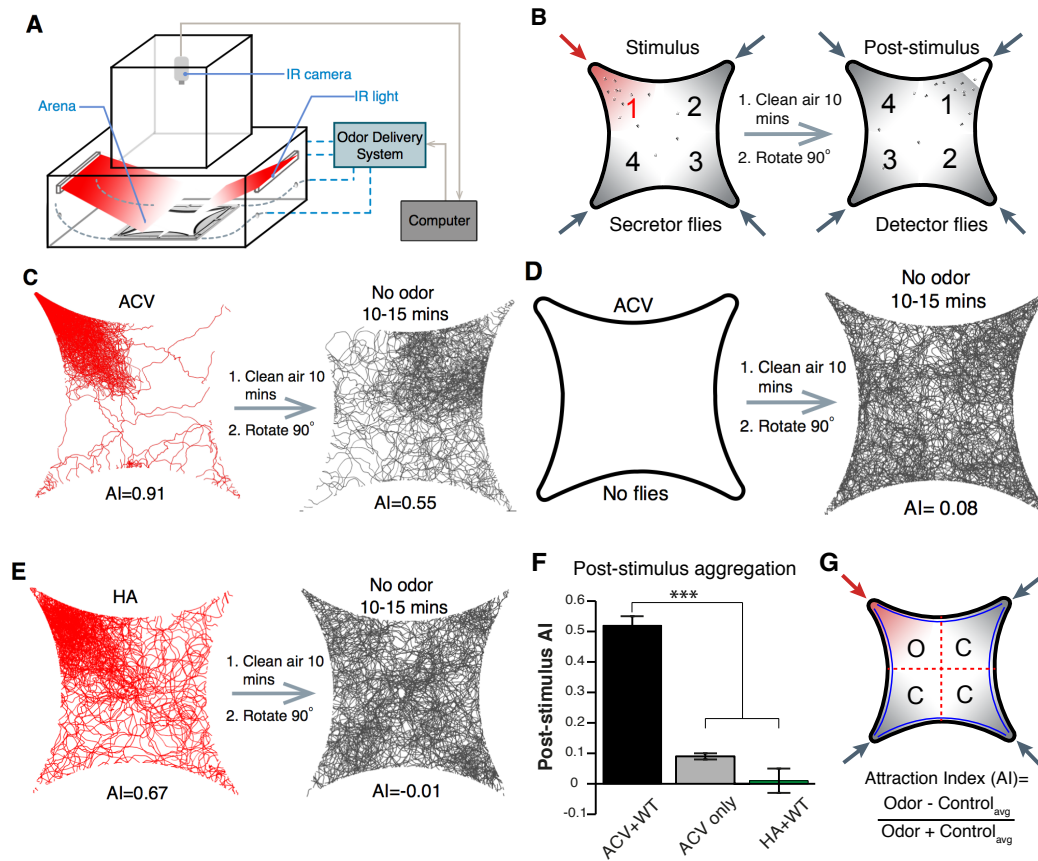 A
IR camera
Arena
IR light
Odor Delivery
System
Computer
B
Stimulus
Post-stimulus
1
2
4
3
1. Clean air 10
mins
2. Rotate 90°
4
1
3
2
Secretor flies
Detector flies
C
ACV
No odor
10-15 mins
1. Clean air 10
mins
2. Rotate 90°
AI=0.91
AI=0.55
D
ACV
No odor
10-15 mins
1. Clean air 10
mins
2. Rotate 90°
No flies
AI= 0.08
E
HA
No odor
10-15 mins
1. Clean air 10
mins
2. Rotate 90°
AI=0.67
AI=-0.01
F
Post-stimulus aggregation
***
Post-stimulus AI
0.6
0.5
0.4
0.3
0.2
0.1
0
-0.1
ACV+WT
ACV only
HA+WT
G
O
C
C
C
Attraction Index (AI)=
Odor - Control avg
Odor + Control avg